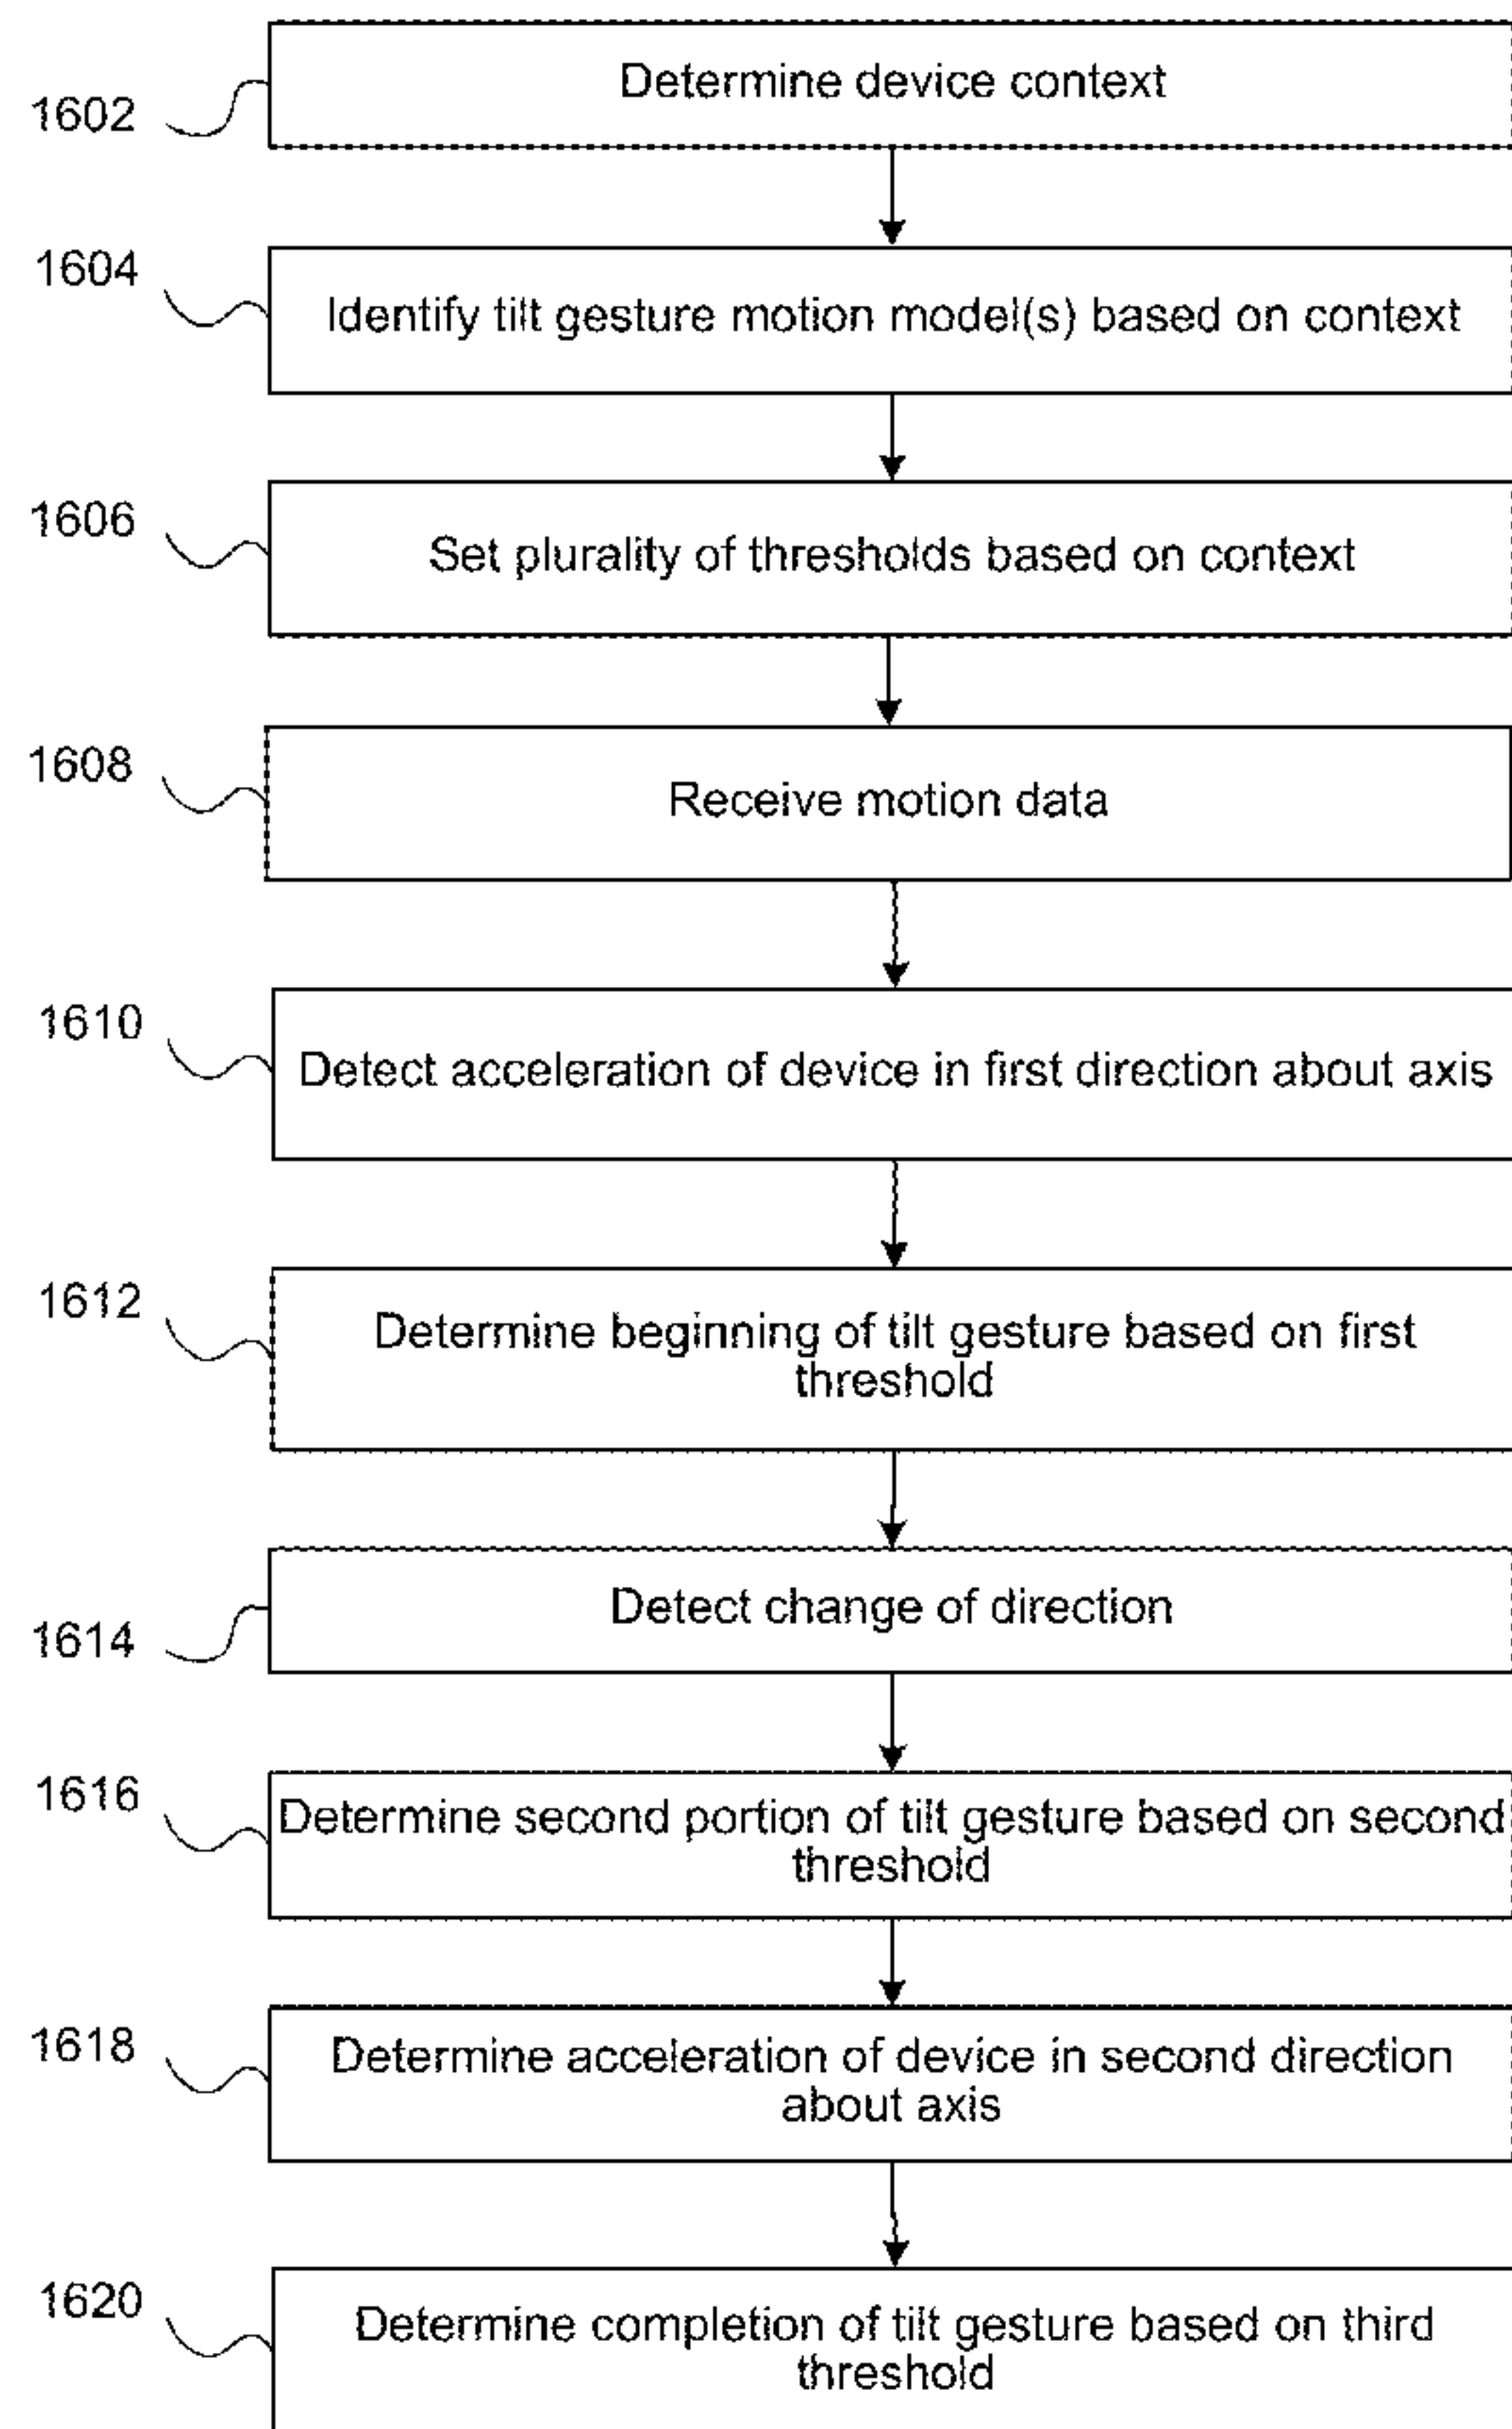 Determine device context
1602
1604
Identify tilt gesture motion model(s) based on context
1606
Set plurality of thresholds based on context
1608
Receive motion data
1610
Detect acceleration of device in first direction about axis
1612
Determine beginning of tilt gesture based on first
threshold
Detect change of direction
1614
1616
Determine second portion of tilt gesture based on second
threshold
1618
Determine acceleration of device in second direction
about axis
1620
Determine completion of tilt gesture based on third
threshold